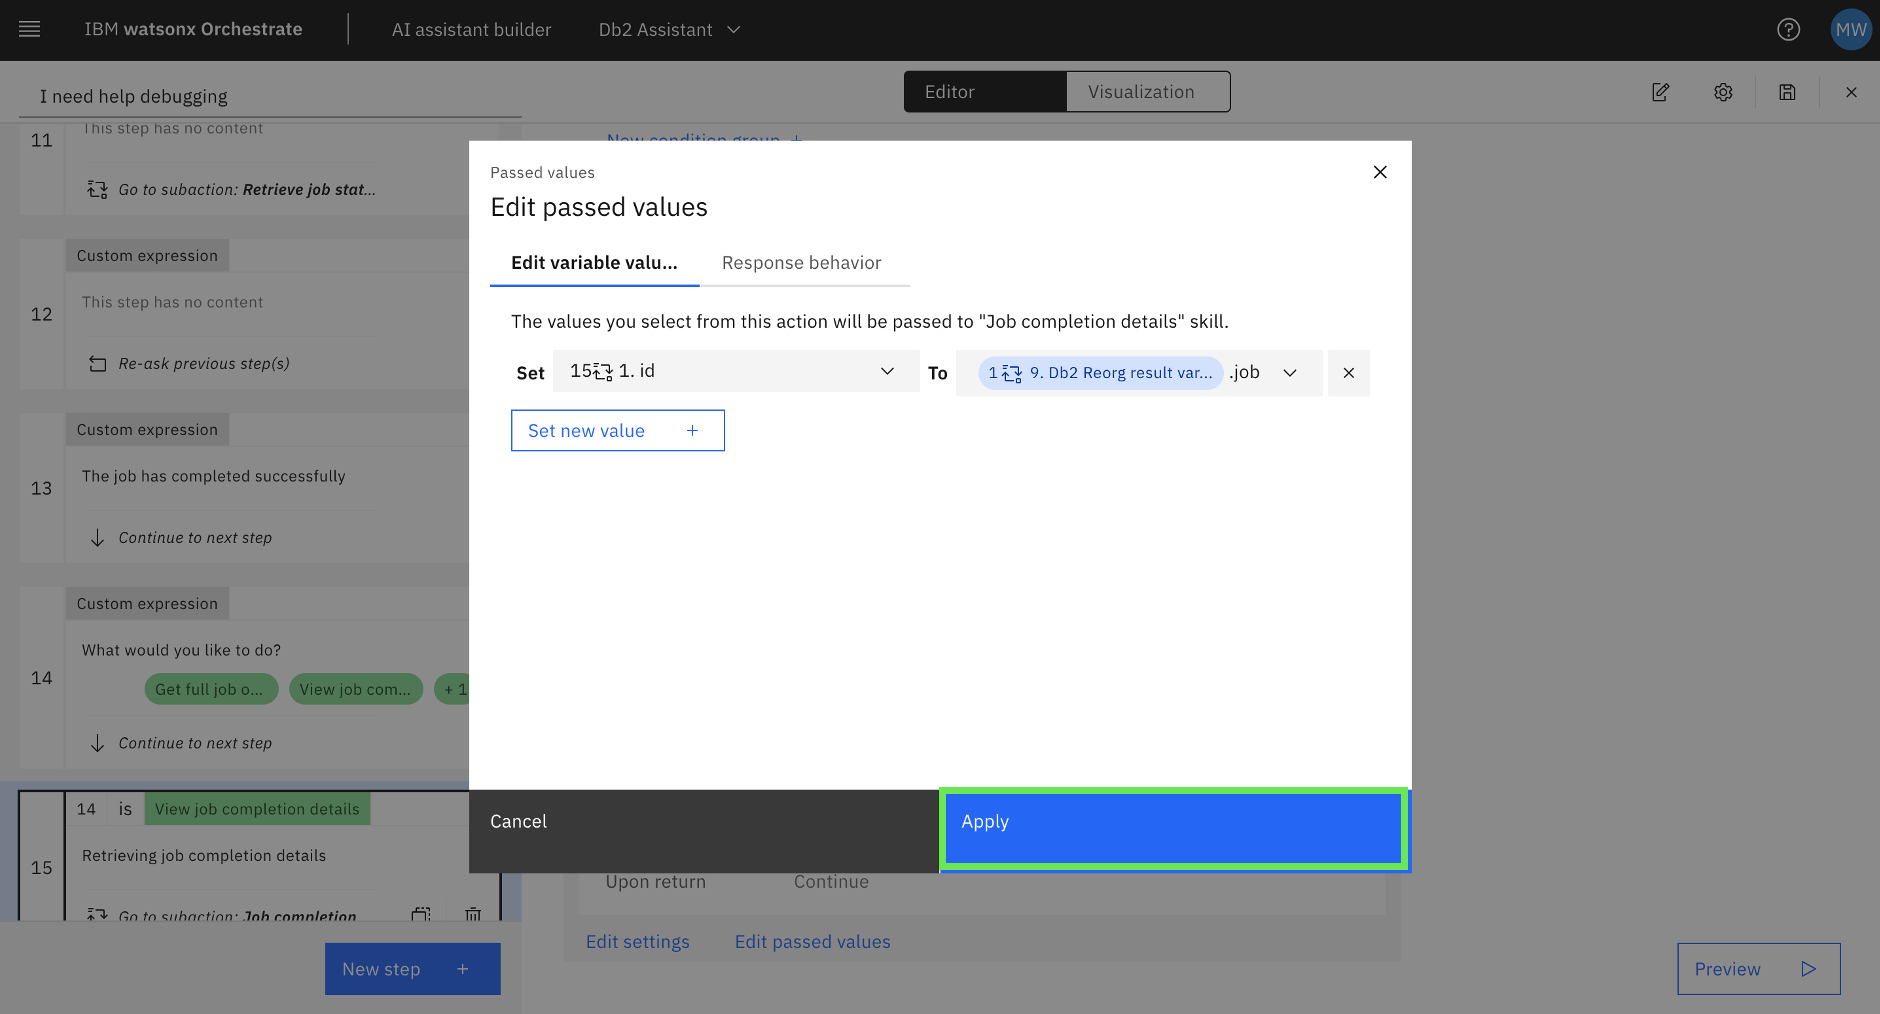 IBM watsonx Orchestrate
AI assistant builder
Db2 Assistant
MW
I need help debugging
Editor
Visualization
11
This step has no content
Go to subaction: Retrieve job stat...
Custom expression
12
This step has no content
Re-ask previous step(s)
Custom expression
13
The job has completed successfully
Continue to next step
Custom expression
14
What would you like to do?
Get full job o...
View job com...
+ 1
Continue to next step
14 is View job completion details
15
Retrieving job completion details
Go to subaction: Job completion
New step +
New condition group +
Passed values
Edit passed values
Edit variable valu...
Response behavior
The values you select from this action will be passed to "Job completion details" skill.
Set 15 1. id To 1 9. Db2 Reorg result var... .job
Set new value +
Cancel
Apply
Upon return Continue
Edit settings Edit passed values
Preview